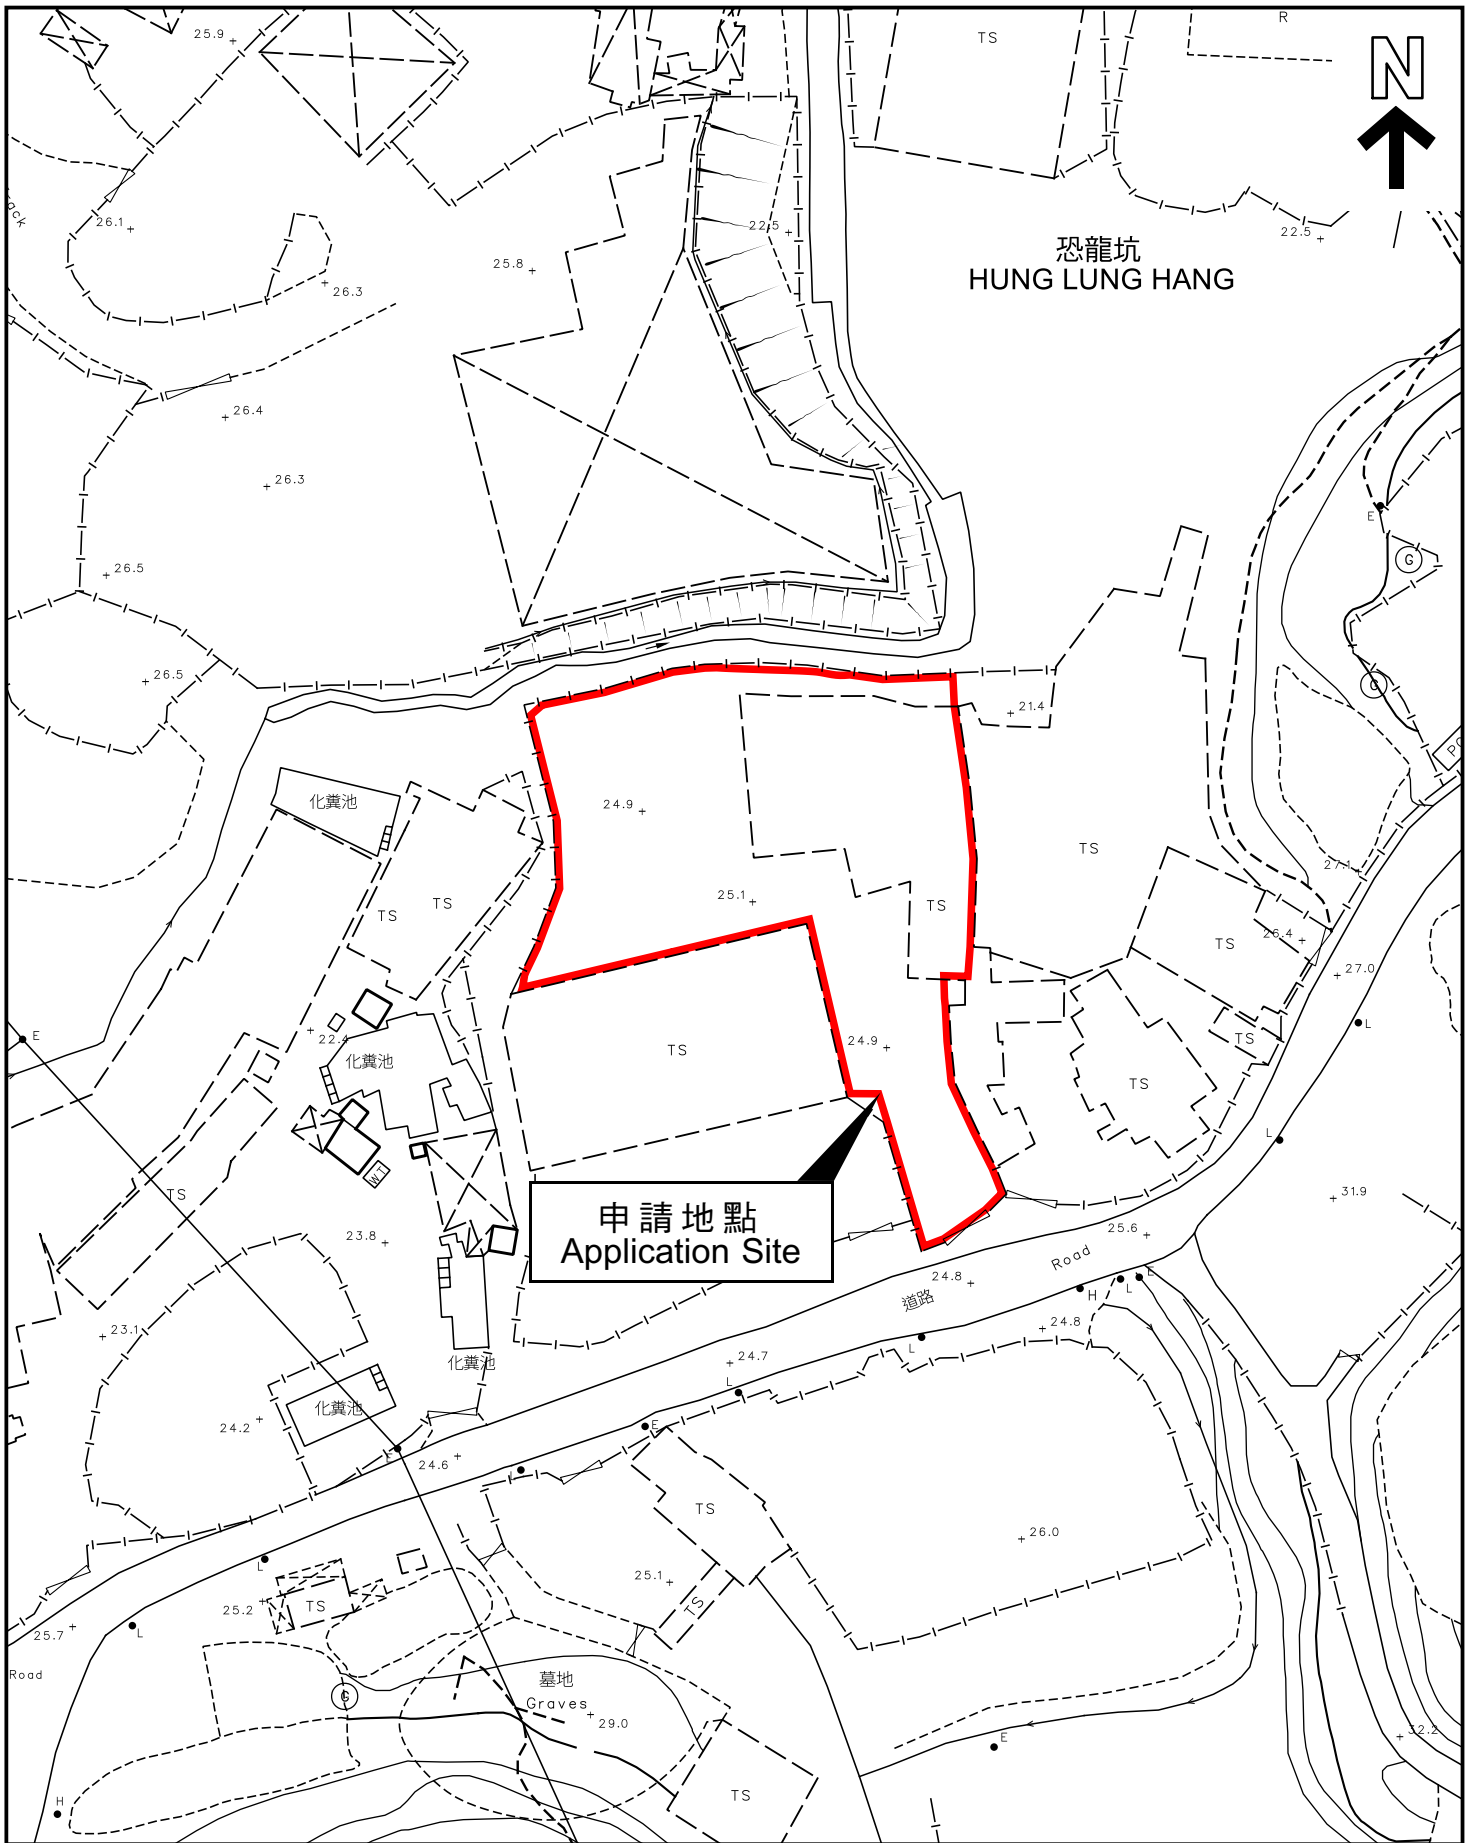 R
TS
25.9
N
ack
26.1
22.5
22.5
恐龍坑
HUNG LUNG HANG
25.8
26.3
26.4
26.3
E
G
26.5
26.5
G
21.4
PO
化糞池
24.9
TS
27.1
25.1
TS
TS
TS
TS
26.4
27.0
L
E
22.4
化糞池
TS
24.9
TS
TS
L
WT
TS
31.9
申請地點
Application Site
23.8
25.6
Road
24.8
道路
E
L
H
23.1
24.8
L
24.7
化糞池
L
化糞池
24.2
E
E
24.6
L
TS
26.0
L
25.1
TS
25.2
TS
25.7
L
Road
墓地
G
Graves
29.0
32.2
E
TS
H